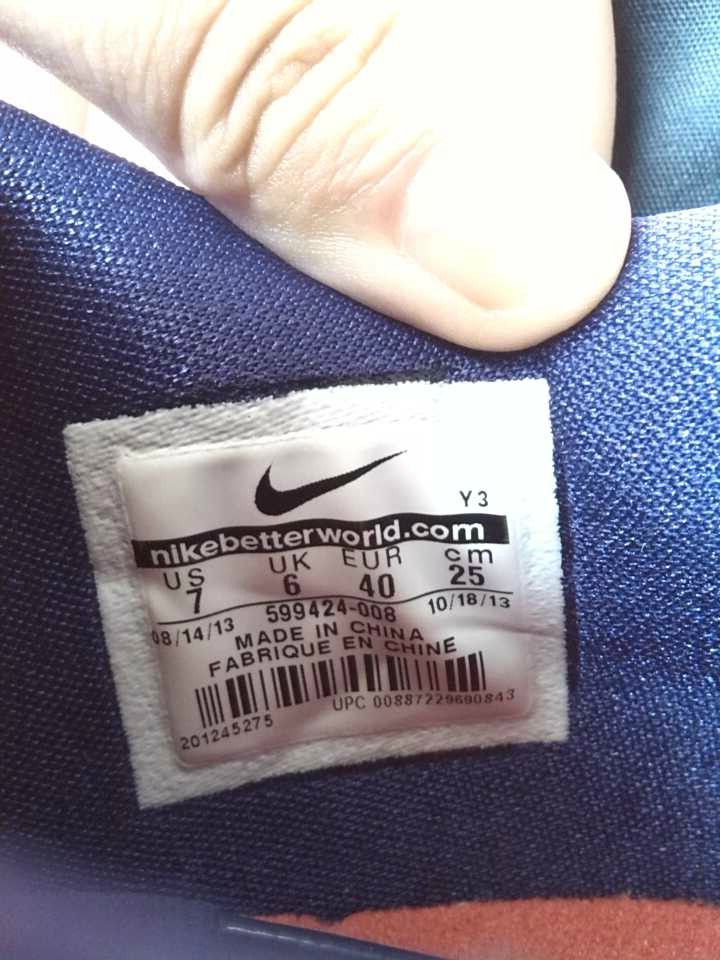 Y3
nikebetterworld.com
US UK EUR cm
7 6 40 25
08/14/13 599424-008 10/18/13
MADE IN CHINA
FABRIQUE EN CHINE
UPC 00887229690843
201245275